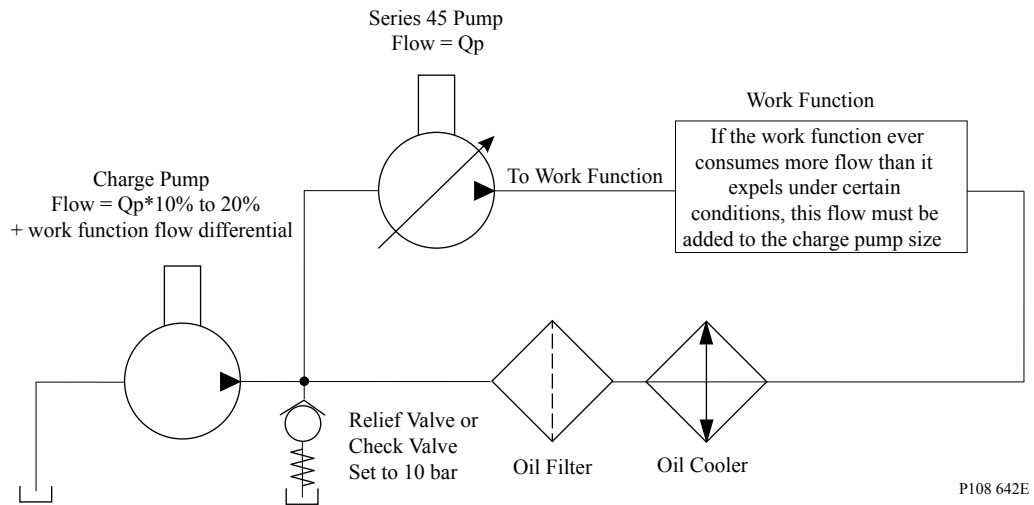 Series 45 Pump
Flow = Qp
Work Function
If the work function ever
consumes more flow than it
expels under certain
conditions, this flow must be
added to the charge pump size
To Work Function
Charge Pump
Flow = Qp*10% to 20%
+ work function flow differential
Relief Valve or
Check Valve
Set to 10 bar
Oil Filter
Oil Cooler
P108 642E